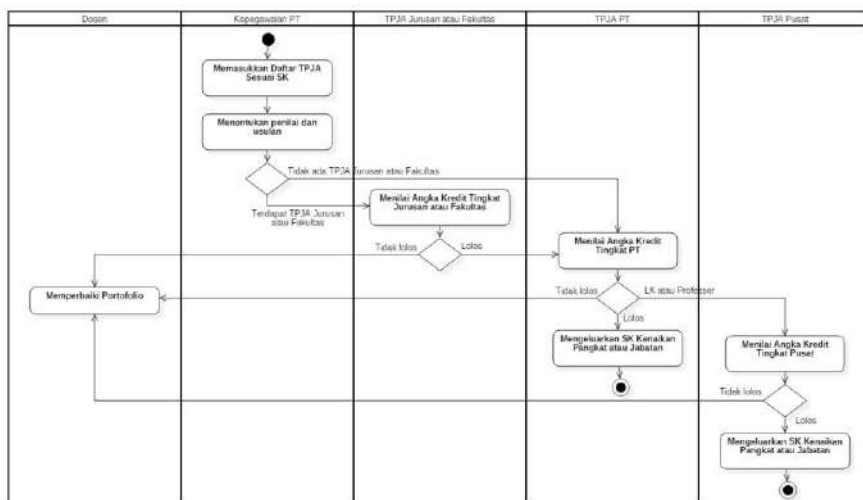 Dosen
Kepegawaian PT
TPJA Jurusan atau Fakultas
TPJA PT
TPJA Pusat
Memasukkan Daftar TPJA
Sesuai SK
Menontukan penilai dan
usulan
Tidak ada TPJA Jurusan atau Fakultas
Terdapat TPJA Jurusan
atau Fakultas
Menilai Angka Kredit Tingkat
Jurusan atau Fakultas
Tidak lolos
Lolos
Menilai Angka Kredit
Tingkat PT
Memperbaiki Portofolio
Tidak lolos
LK atau Professor
Lolos
Mengeluarkan SK Kenaikan
Pangkat atau Jabatan
Menilai Angka Kredit
Tingkat Pusat
Tidak lolos
Lolos
Mengeluarkan SK Kenaikan
Pangkat atau Jabatan